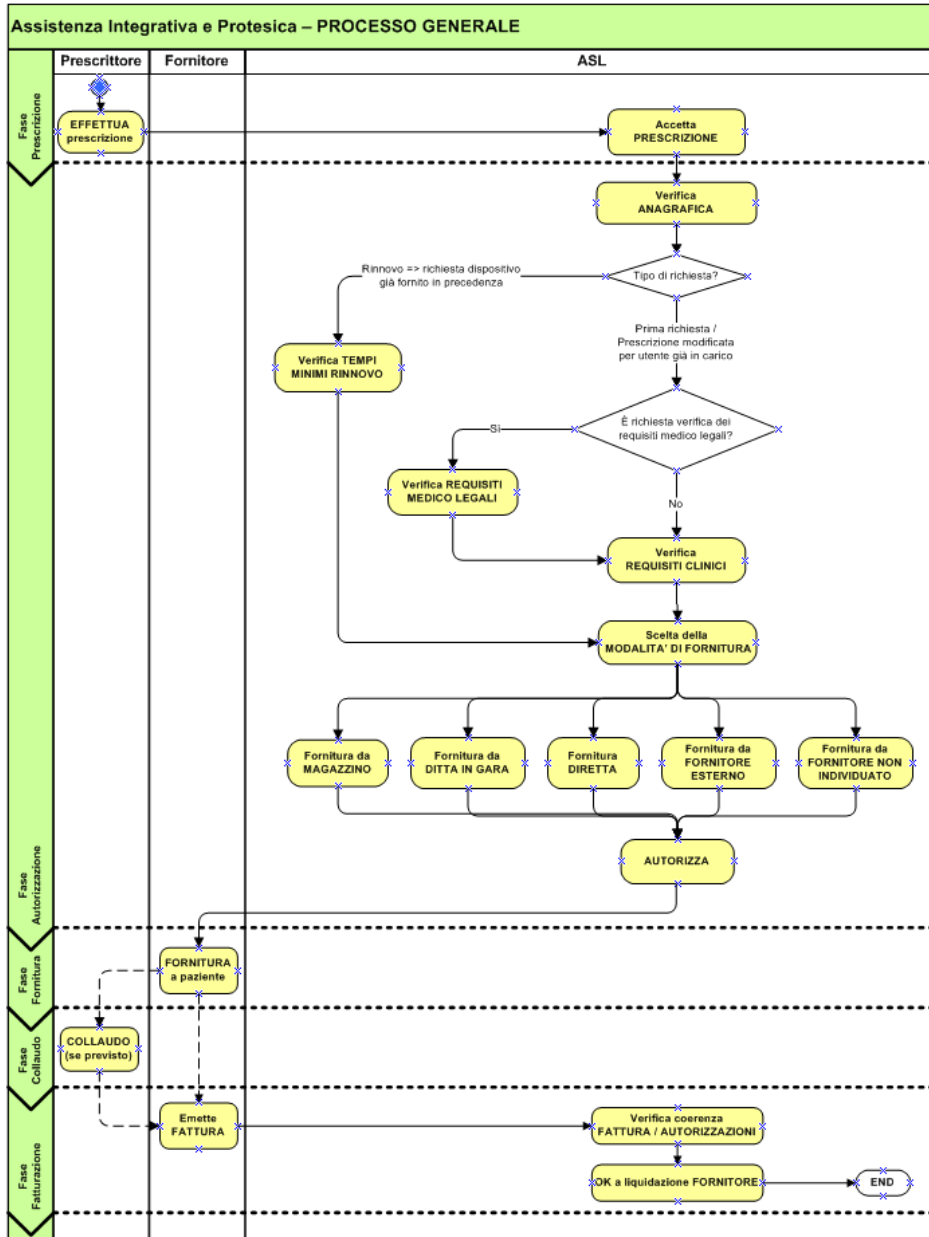 Assistenza Integrativa e Protesica – PROCESSO GENERALE
Prescrittore
Fornitore
ASL
Fase
Prescrizione
EFFETTUA
prescrizione
Accetta
PRESCRIZIONE
Verifica
ANAGRAFICA
Tipo di richiesta?
Rinnovo => richiesta dispositivo
già fornito in precedenza
Prima richiesta /
Prescrizione modificata
per utente già in carico
Verifica TEMPI
MINIMI RINNOVO
È richiesta verifica dei
requisiti medico legali?
Sì
Verifica REQUISITI
MEDICO LEGALI
No
Verifica
REQUISITI CLINICI
Scelta della
MODALITA' DI FORNITURA
Fornitura da
MAGAZZINO
Fornitura da
DITTA IN GARA
Fornitura
DIRETTA
Fornitura da
FORNITORE
ESTERNO
Fornitura da
FORNITORE NON
INDIVIDUATO
AUTORIZZA
Fase
Autorizzazione
Fase
Fornitura
FORNITURA
a paziente
Fase
Collaudo
COLLAUDO
(se previsto)
Fase
Fatturazione
Emette
FATTURA
Verifica coerenza
FATTURA / AUTORIZZAZIONI
OK a liquidazione FORNITORE
END